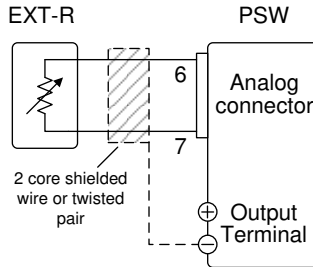 EXT-R
PSW
6
Analog
connector
7
2 core shielded
wire or twisted
pair
Output
Terminal